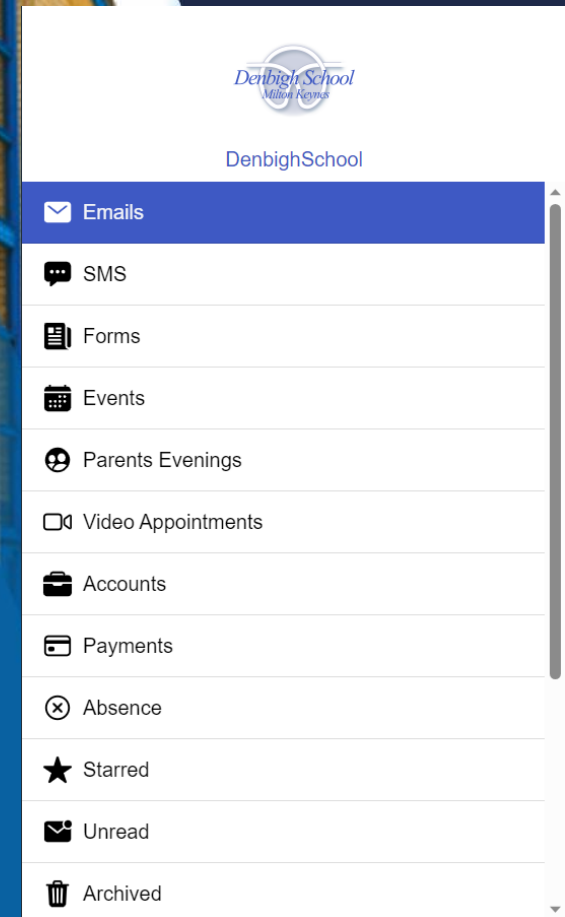 Denbigh School
Milton Keynes
DenbighSchool
Emails
SMS
Forms
Events
Parents Evenings
Video Appointments
Accounts
Payments
Absence
Starred
Unread
Archived